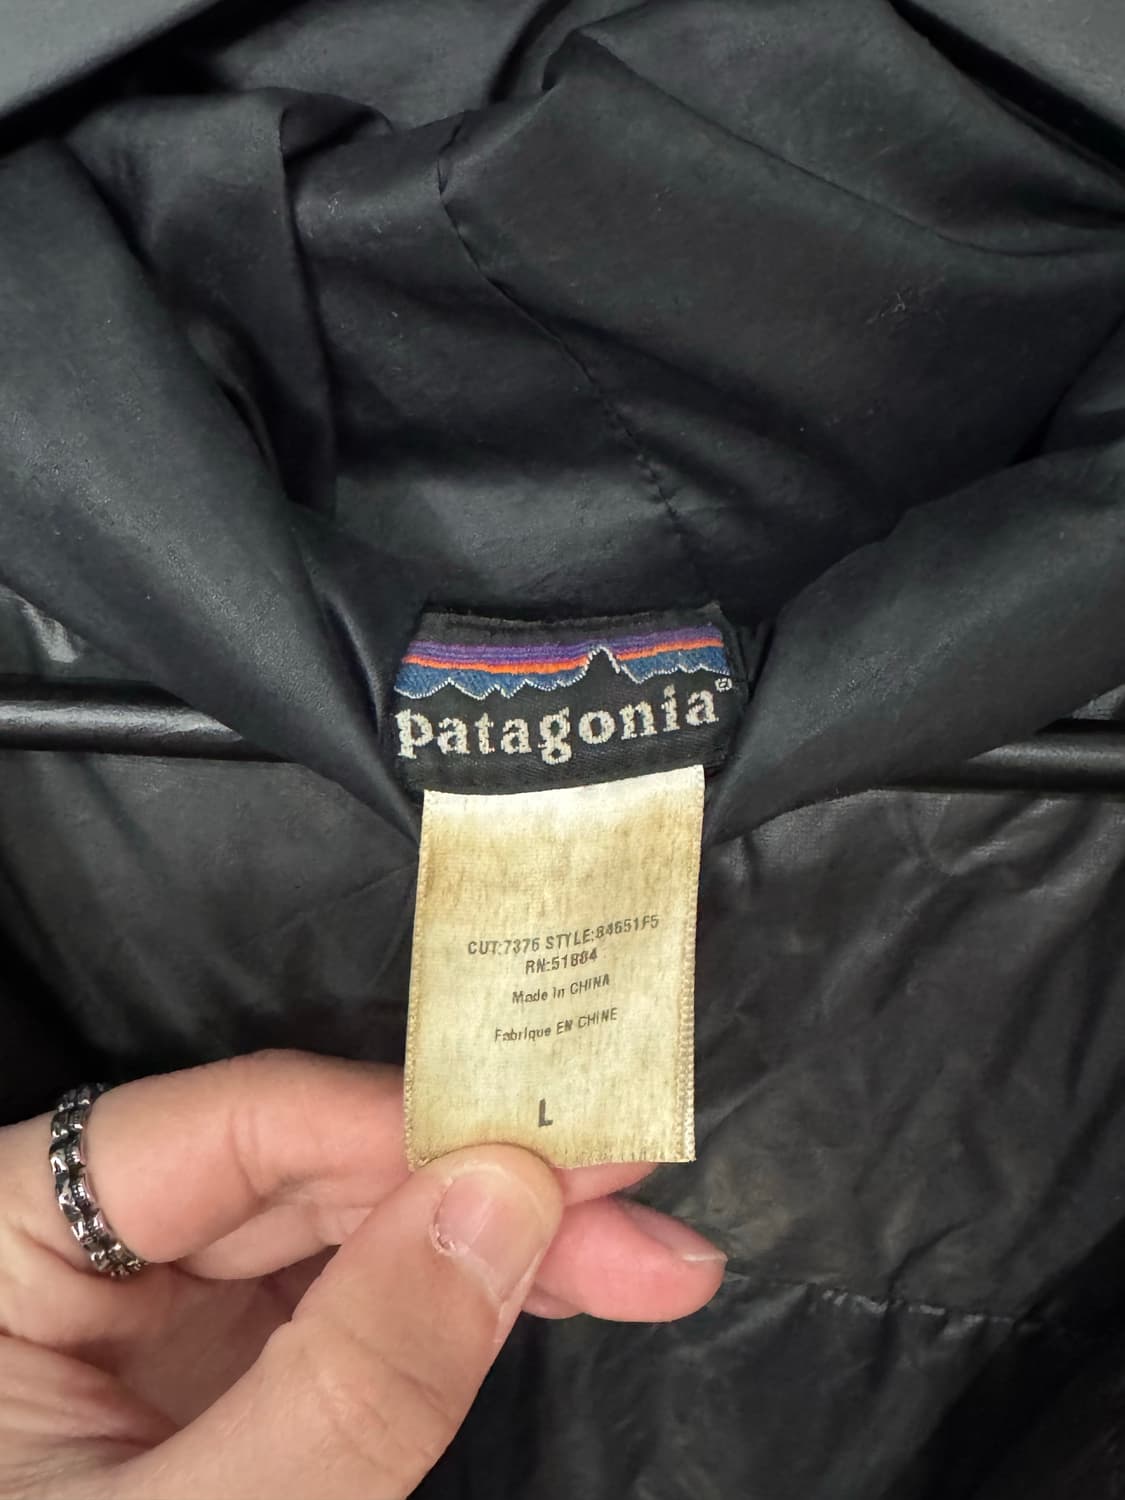 patagonia®
CUT:7376 STYLE:84651F5
RN:51884
Made in CHINA
Fabrique EN CHINE
L